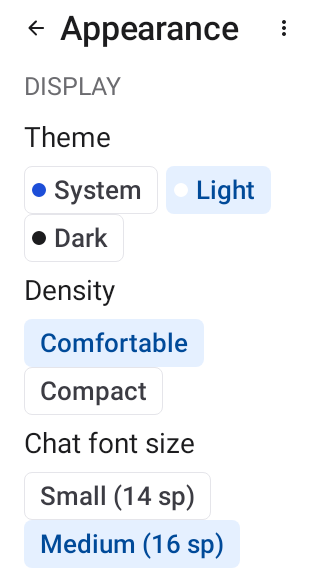 Appearance
DISPLAY
Theme
System Light
Dark
Density
Comfortable
Compact
Chat font size
Small (14 sp)
Medium (16 sp)